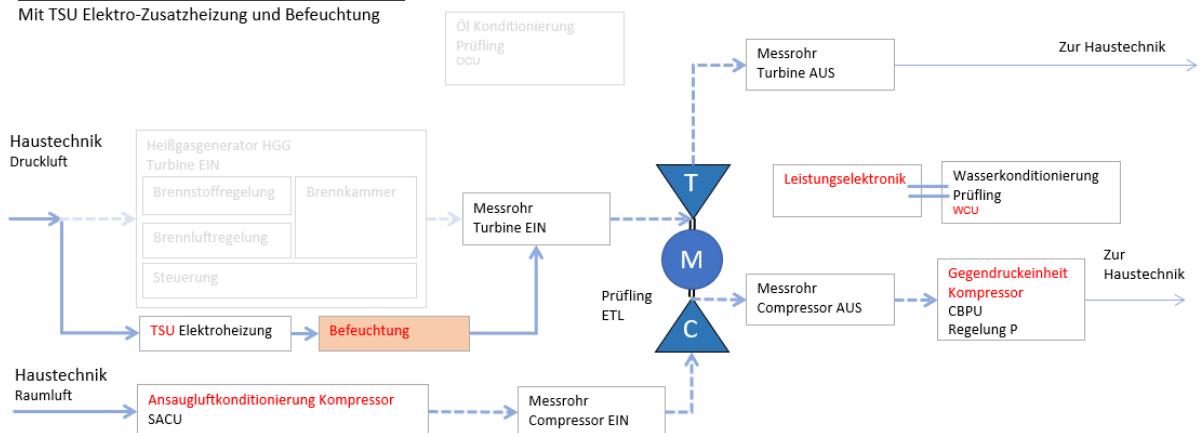 Mit TSU Elektro-Zusatzheizung und Befeuchtung
Öl Konditionierung
Prüfling
OCU
Messrohr
Turbine AUS
Zur Haustechnik
Haustechnik
Druckluft
Heißgasgenerator HGG
Turbine EIN
Brennstoffregelung
Brennkammer
Brennluftregelung
Steuerung
Messrohr
Turbine EIN
T
M
C
Leistungselektronik
Wasserkonditionierung
Prüfling
WCU
Prüfling
ETL
Messrohr
Compressor AUS
Gegendruckeinheit
Kompressor
CBPU
Regelung P
Zur
Haustechnik
TSU Elektroheizung
Befeuchtung
Haustechnik
Raumluft
Ansaugluftkonditionierung Kompressor
SACU
Messrohr
Compressor EIN